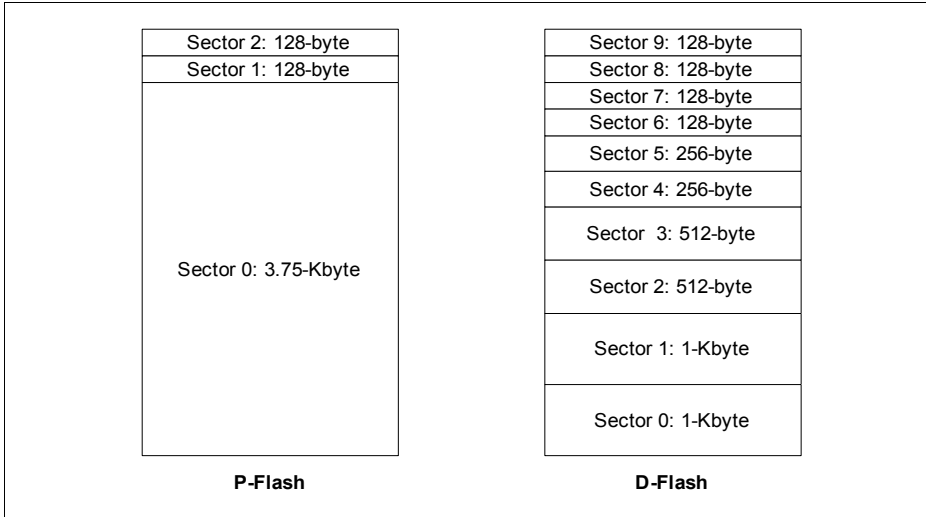 Sector 2: 128-byte
Sector 1: 128-byte
Sector 0: 3.75-Kbyte
P-Flash
Sector 9: 128-byte
Sector 8: 128-byte
Sector 7: 128-byte
Sector 6: 128-byte
Sector 5: 256-byte
Sector 4: 256-byte
Sector 3: 512-byte
Sector 2: 512-byte
Sector 1: 1-Kbyte
Sector 0: 1-Kbyte
D-Flash